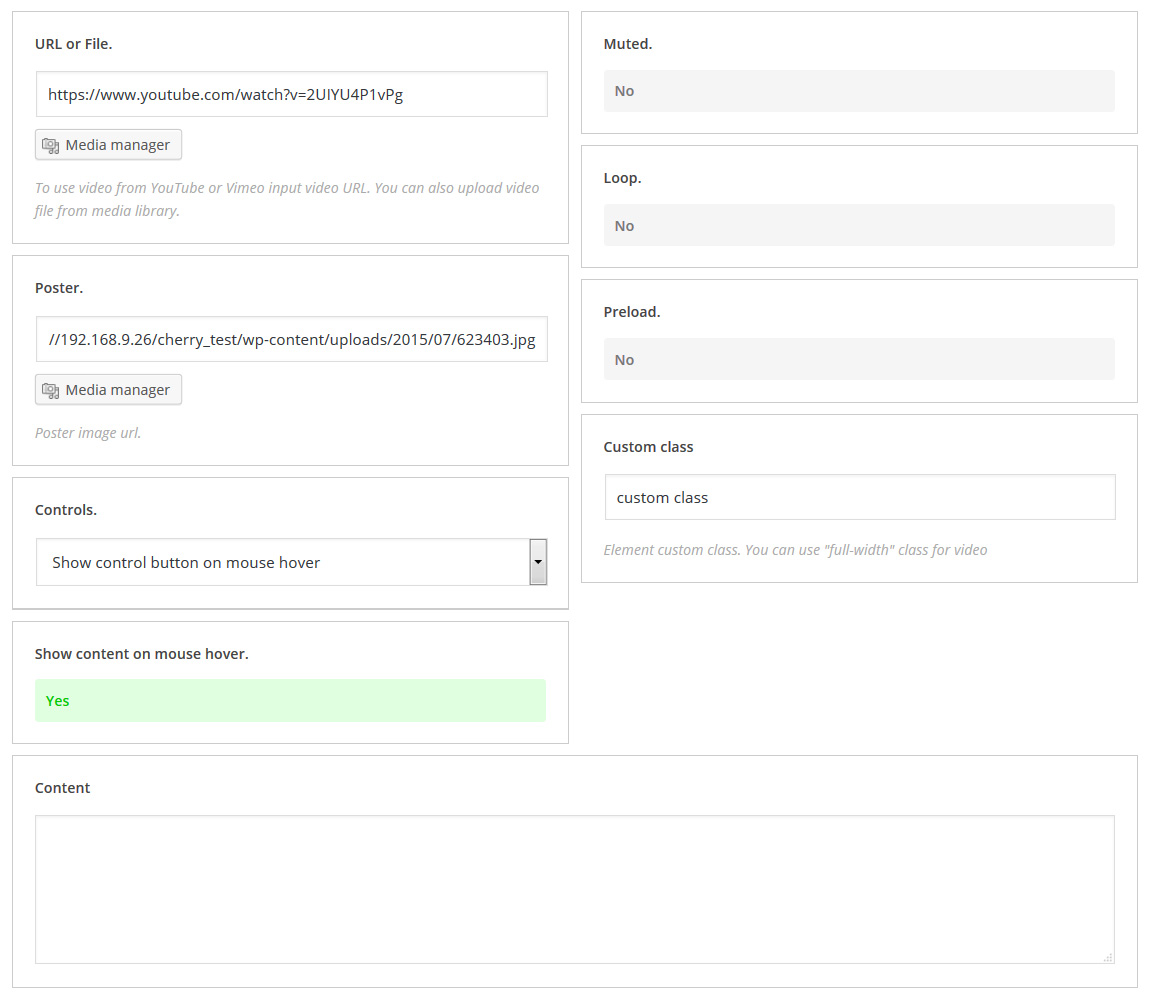 URL or File.
https://www.youtube.com/watch?v=2UIYU4P1vPg
Media manager
To use video from YouTube or Vimeo input video URL. You can also upload video
file from media library.
Poster.
//192.168.9.26/cherry_test/wp-content/uploads/2015/07/623403.jpg
Media manager
Poster image url.
Controls.
Show control button on mouse hover
Show content on mouse hover.
Yes
Muted.
No
Loop.
No
Preload.
No
Custom class
custom class
Element custom class. You can use "full-width" class for video
Content